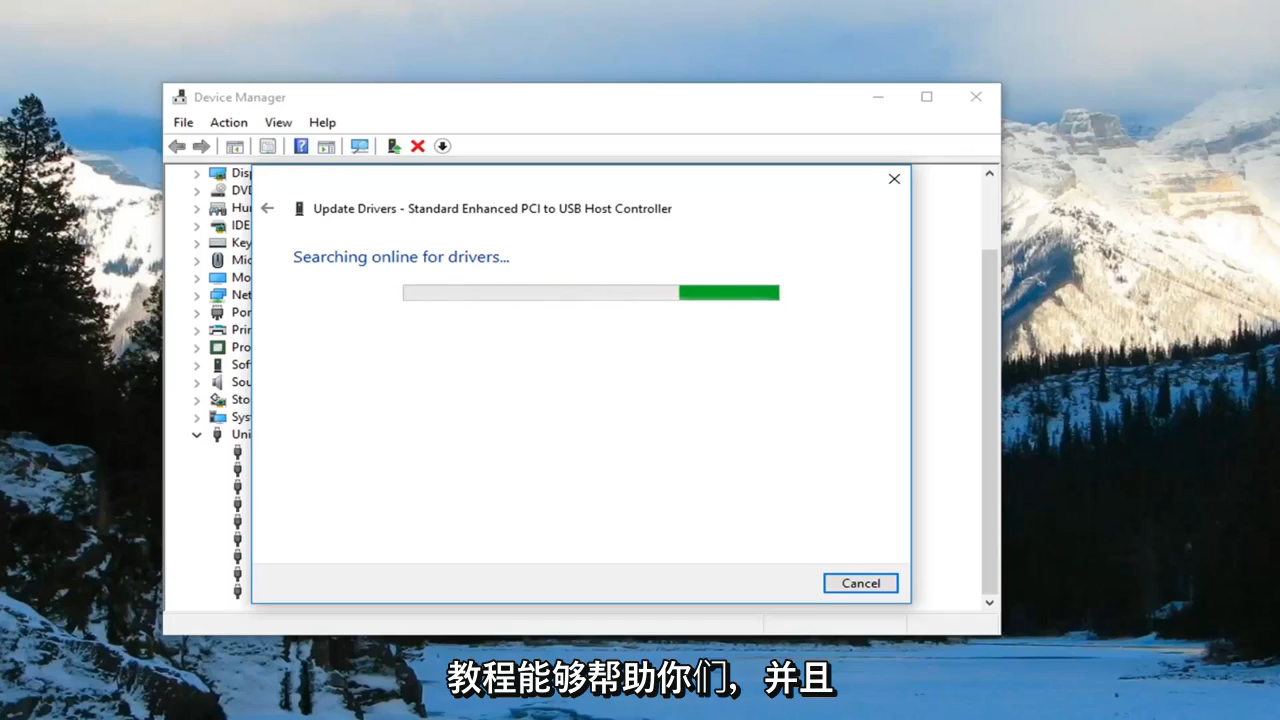 Device Manager
File Action View Help
Update Drivers - Standard Enhanced PCI to USB Host Controller
Searching online for drivers...
Cancel
教程能够帮助你们，并且